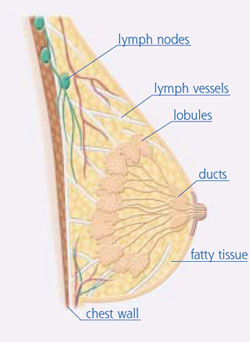 lymph nodes
lymph vessels
lobules
ducts
fatty tissue
chest wall